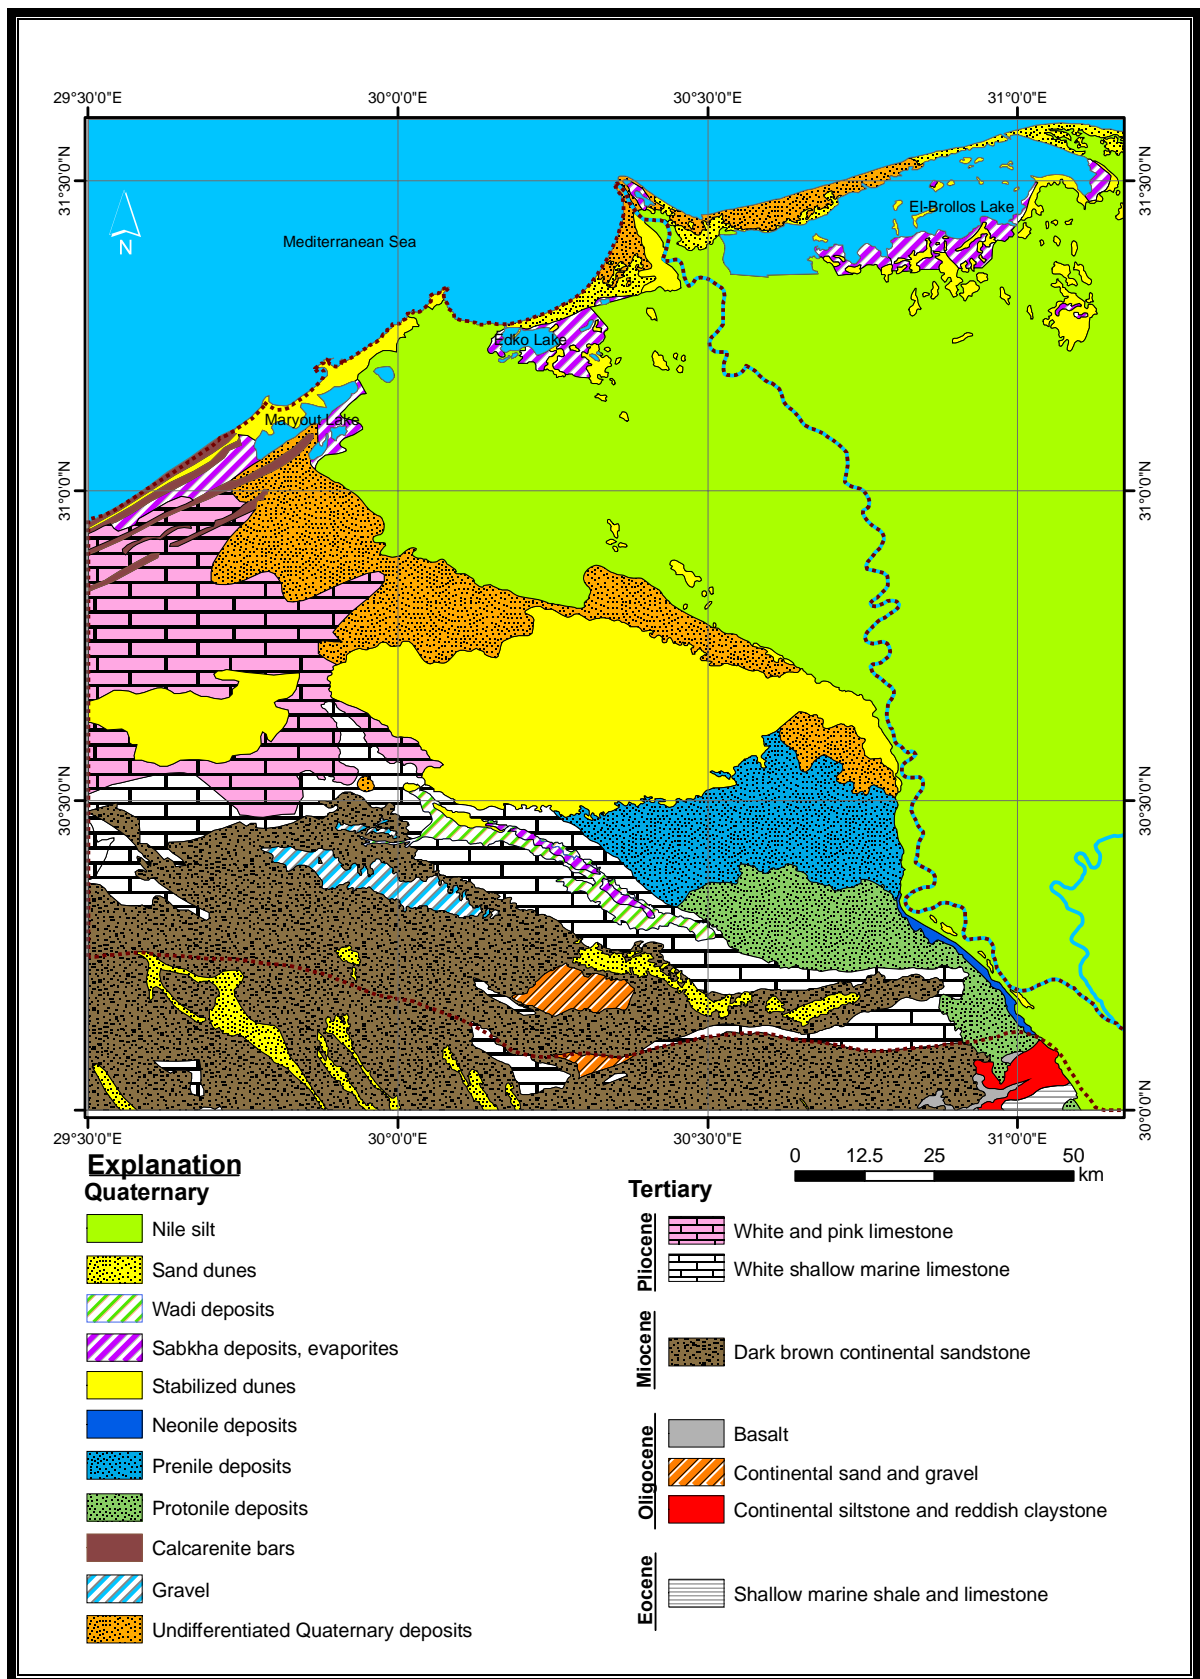 29°30'0"E 30°0'0"E 30°30'0"E 31°0'0"E
31°30'0"N 31°30'0"N
El-Brollos Lake
N
Mediterranean Sea
Edko Lake
Maryout Lake
31°0'0"N 31°0'0"N
30°30'0"N 30°30'0"N
30°0'0"N
29°30'0"E 30°0'0"E 30°30'0"E 31°0'0"E
0 12.5 25 50
km
Explanation
Quaternary
Nile silt
Sand dunes
Wadi deposits
Sabkha deposits, evaporites
Stabilized dunes
Neonile deposits
Prenile deposits
Protonile deposits
Calcarenite bars
Gravel
Undifferentiated Quaternary deposits
Tertiary
Pliocene
White and pink limestone
White shallow marine limestone
Miocene
Dark brown continental sandstone
Oligocene
Basalt
Continental sand and gravel
Continental siltstone and reddish claystone
Eocene
Shallow marine shale and limestone